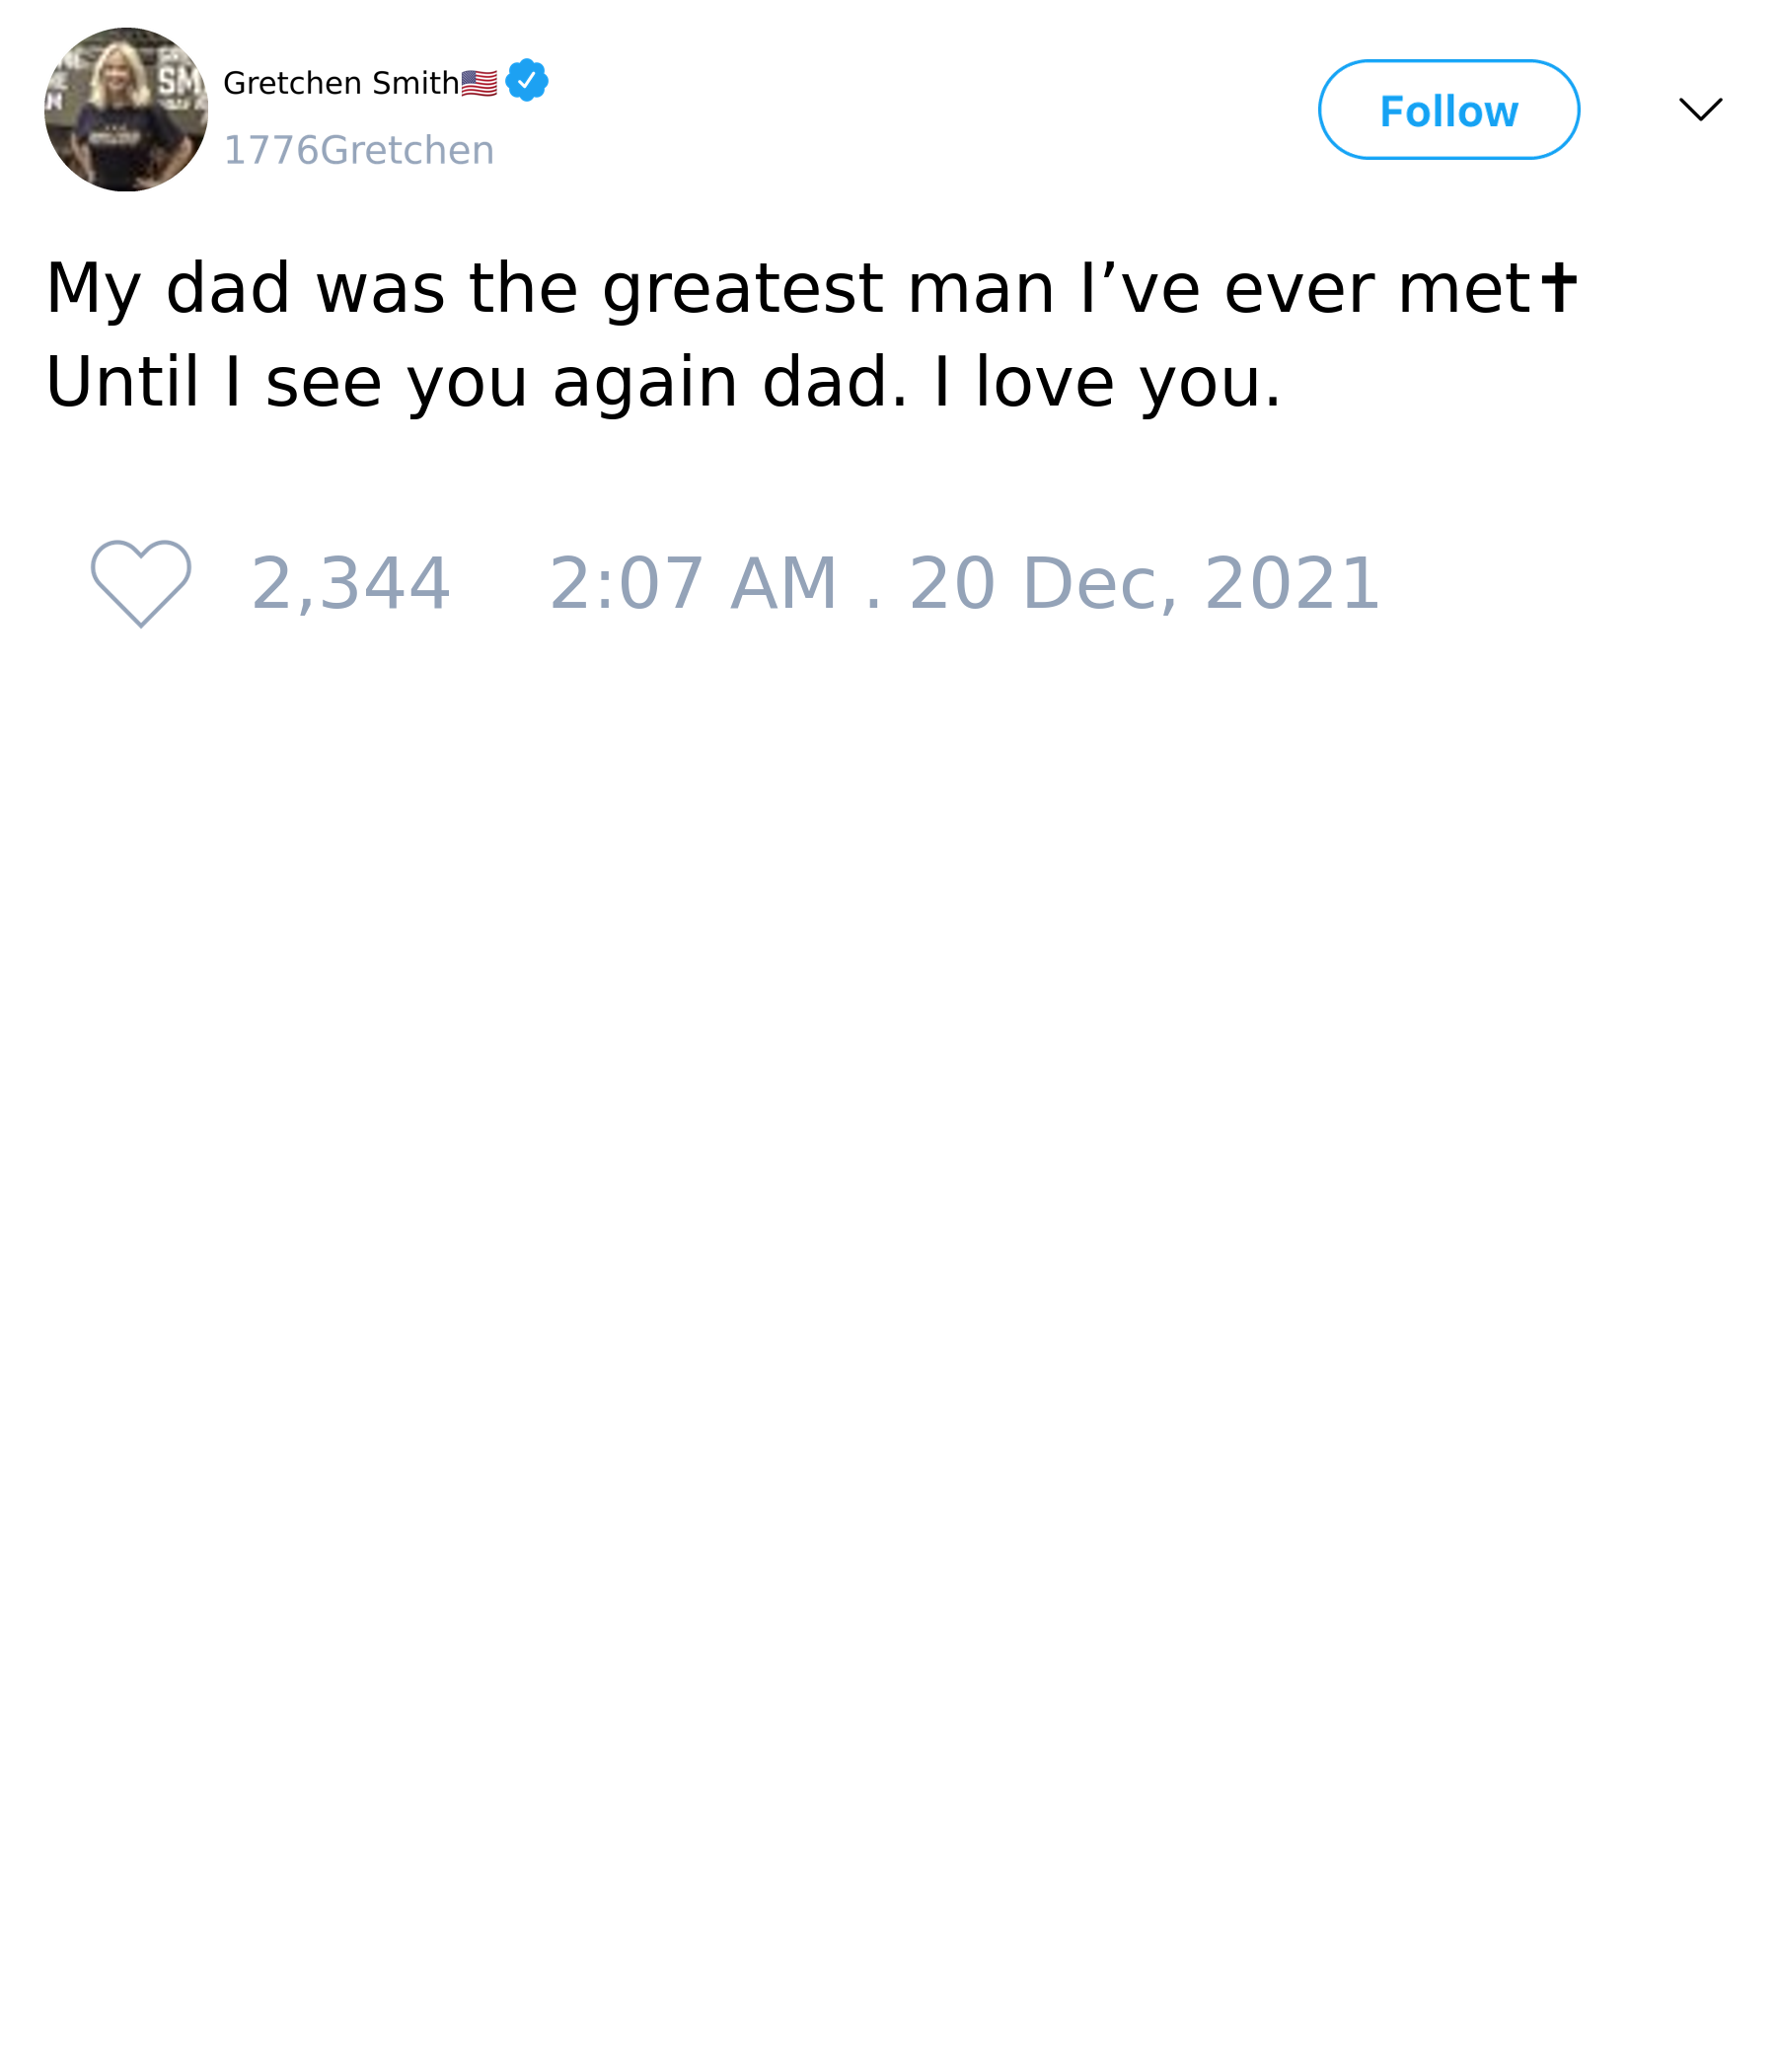 Gretchen Smith🇺🇸
1776Gretchen
Follow
My dad was the greatest man I’ve ever met✝
Until I see you again dad. I love you.
2,344 2:07 AM . 20 Dec, 2021